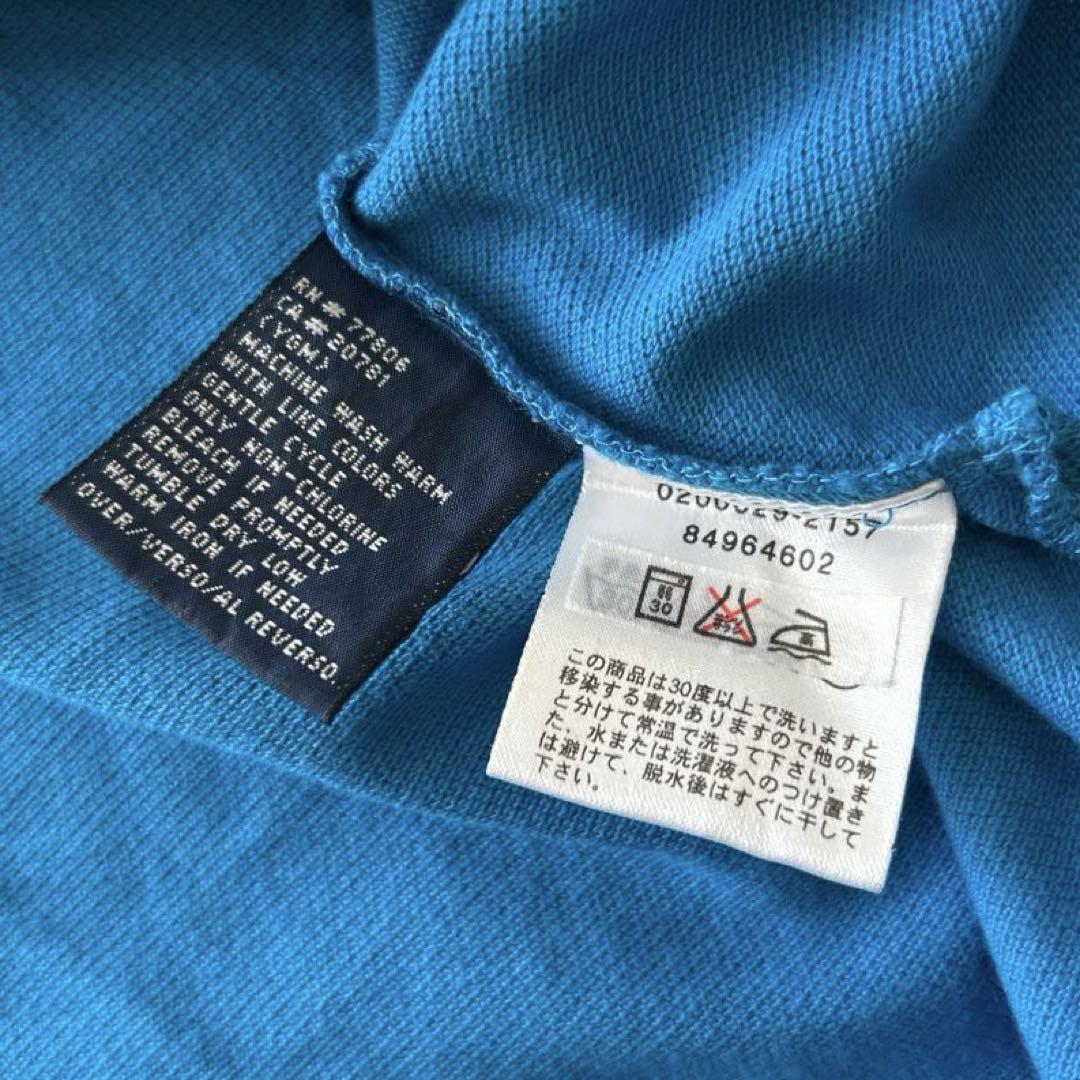 RN#77806
CA#20781
(YGM)
MACHINE WASH WARM
WITH LIKE COLORS
GENTLE CYCLE
ONLY NON-CHLORINE
BLEACH IF NEEDED
REMOVE PROMPTLY
TUMBLE DRY LOW
WARM IRON IF NEEDED
OVER/VERSO/AL REVERSO.
84964602
30
高
この商品は30度以上で洗いますと
移染する事がありますので他の物
と分けて常温で洗って下さい。ま
た、水または洗濯液へのつけ置き
は避けて、脱水後はすぐに干して
下さい。